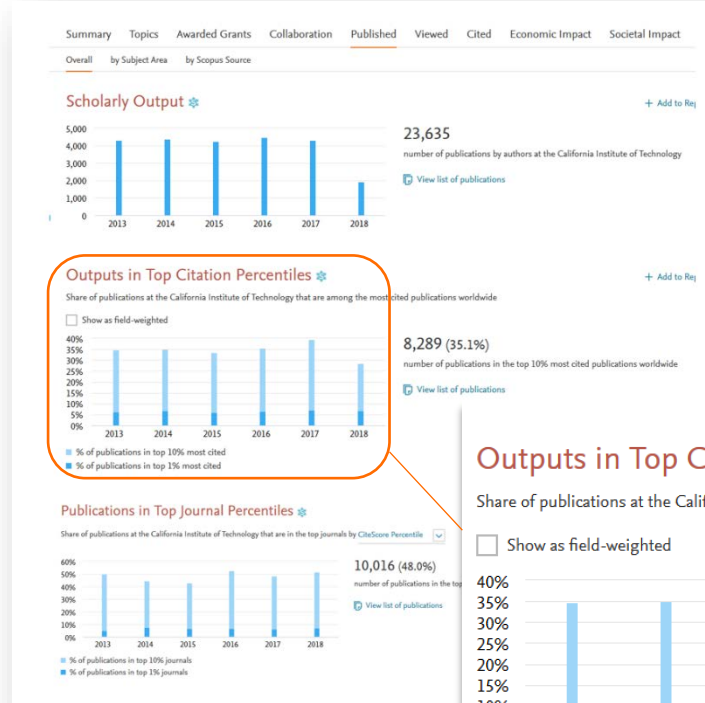 Summary Topics Awarded Grants Collaboration Published Viewed Cited Economic Impact Societal Impact
Overall by Subject Area by Scopus Source
Scholarly Output
+ Add to Rep
5,000
4,000
3,000
2,000
1,000
0
2013 2014 2015 2016 2017 2018
23,635
number of publications by authors at the California Institute of Technology
View list of publications
Outputs in Top Citation Percentiles
+ Add to Rep
Share of publications at the California Institute of Technology that are among the most cited publications worldwide
Show as field-weighted
40%
35%
30%
25%
20%
15%
10%
5%
0%
2013 2014 2015 2016 2017 2018
% of publications in top 10% most cited
% of publications in top 1% most cited
8,289 (35.1%)
number of publications in the top 10% most cited publications worldwide
View list of publications
Publications in Top Journal Percentiles
Share of publications at the California Institute of Technology that are in the top journals by CiteScore Percentile
60%
50%
40%
30%
20%
10%
0%
2013 2014 2015 2016 2017 2018
% of publications in top 10% journals
% of publications in top 1% journals
10,016 (48.0%)
number of publications in the top
View list of publications
Outputs in Top C
Share of publications at the Calif
Show as field-weighted
40%
35%
30%
25%
20%
15%
10%